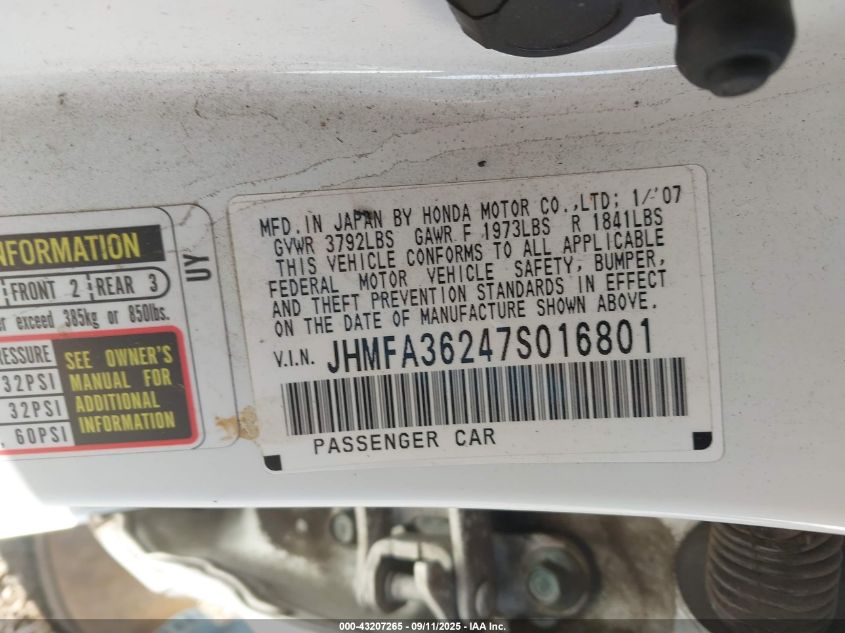 INFORMATION
FRONT 2 REAR 3
exceed 385kg or 850lbs.
PRESSURE
32PSI
32PSI
60PSI
SEE OWNER'S
MANUAL FOR
ADDITIONAL
INFORMATION
UY
MFD. IN JAPAN BY HONDA MOTOR CO.,LTD; 1/'07
GVWR 3792LBS GAWR F 1973LBS R 1841LBS
THIS VEHICLE CONFORMS TO ALL APPLICABLE
FEDERAL MOTOR VEHICLE SAFETY, BUMPER,
AND THEFT PREVENTION STANDARDS IN EFFECT
ON THE DATE OF MANUFACTURE SHOWN ABOVE.
V.I.N. JHMFA36247S016801
PASSENGER CAR
000-43207265 - 09/11/2025 - IAA Inc.